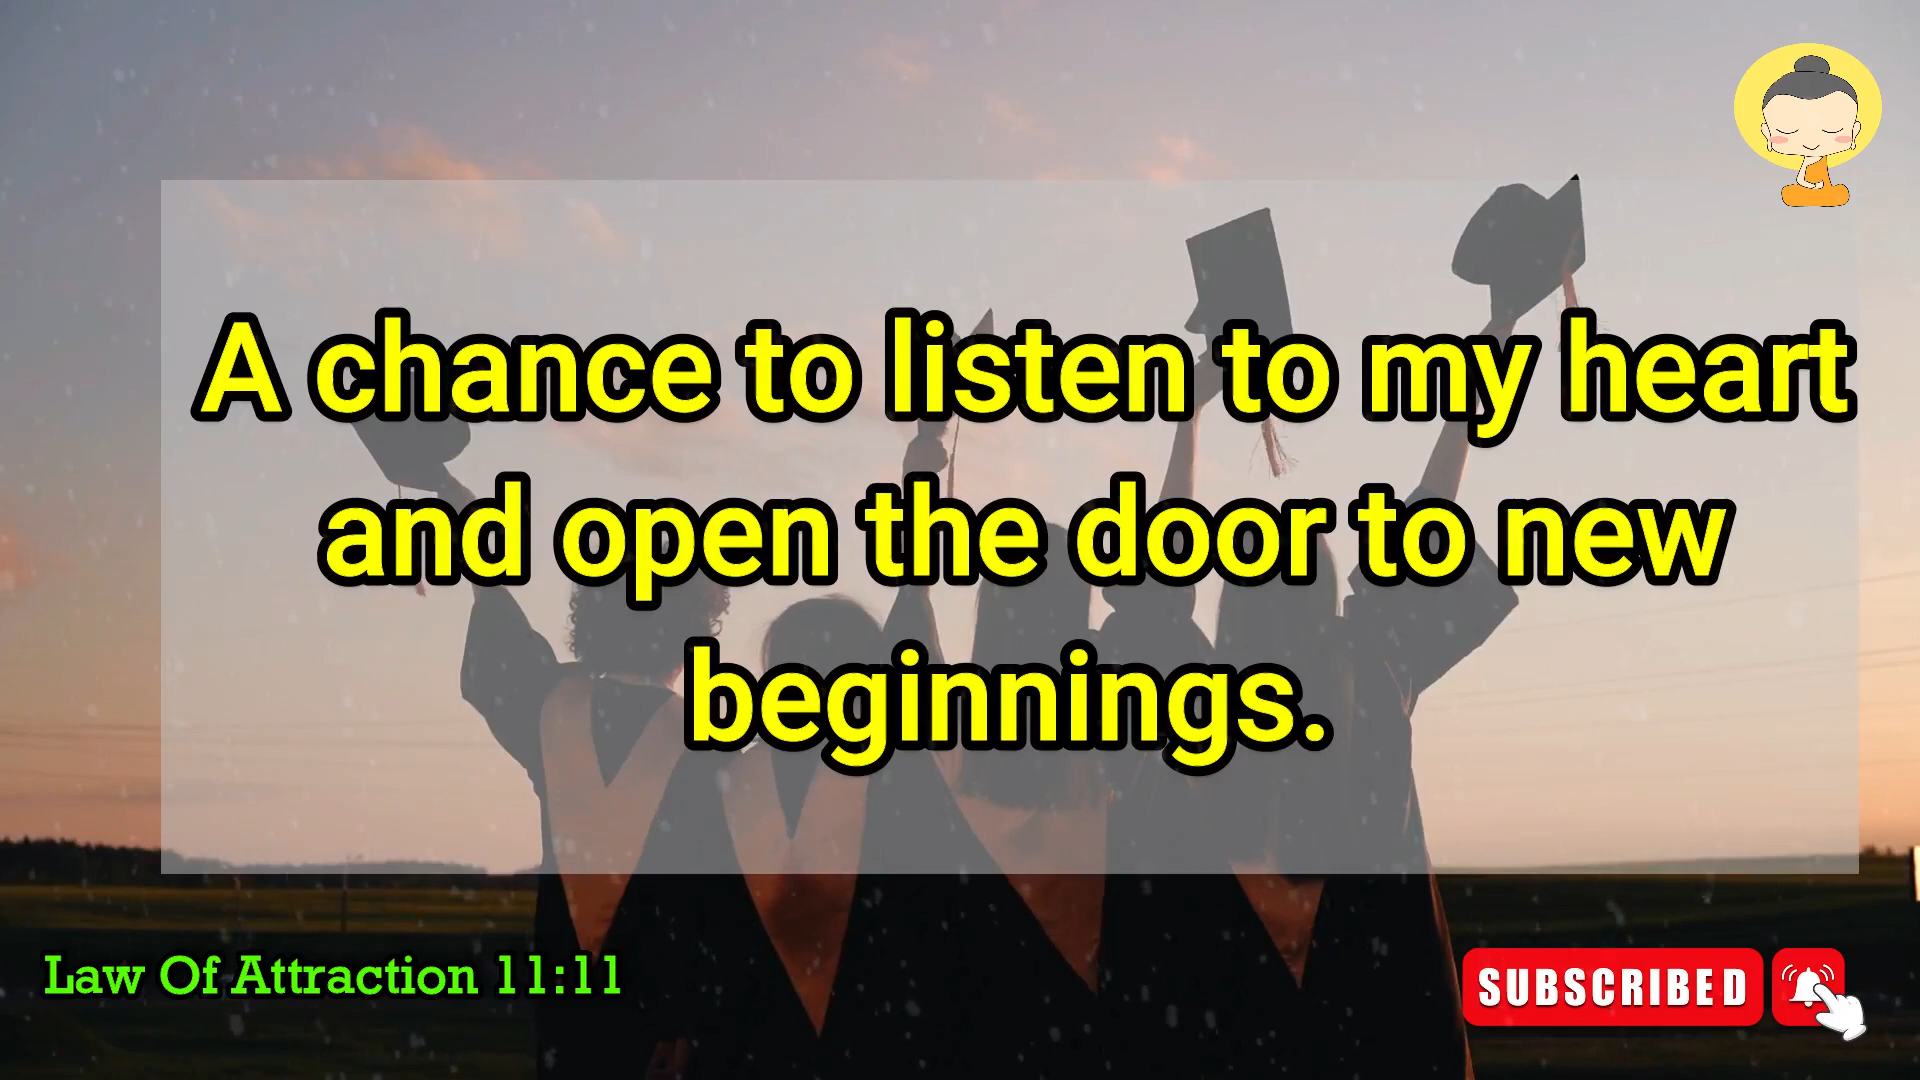 A chance to listen to my heart
and open the door to new
beginnings.
Law Of Attraction 11:11
SUBSCRIBED